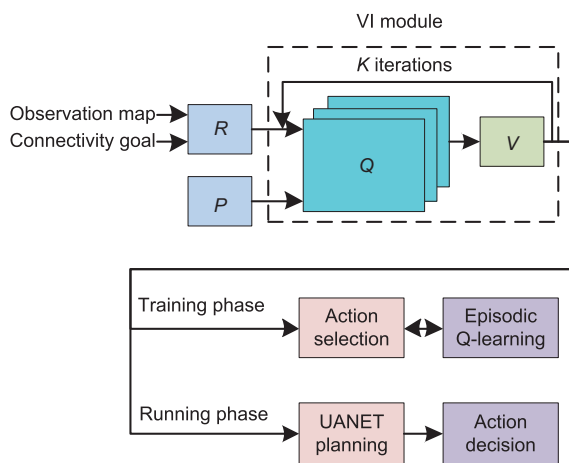 VI module
K iterations
Observation map
Connectivity goal
R
P
Q
V
Training phase
Action
selection
Episodic
Q-learning
Running phase
UANET
planning
Action
decision